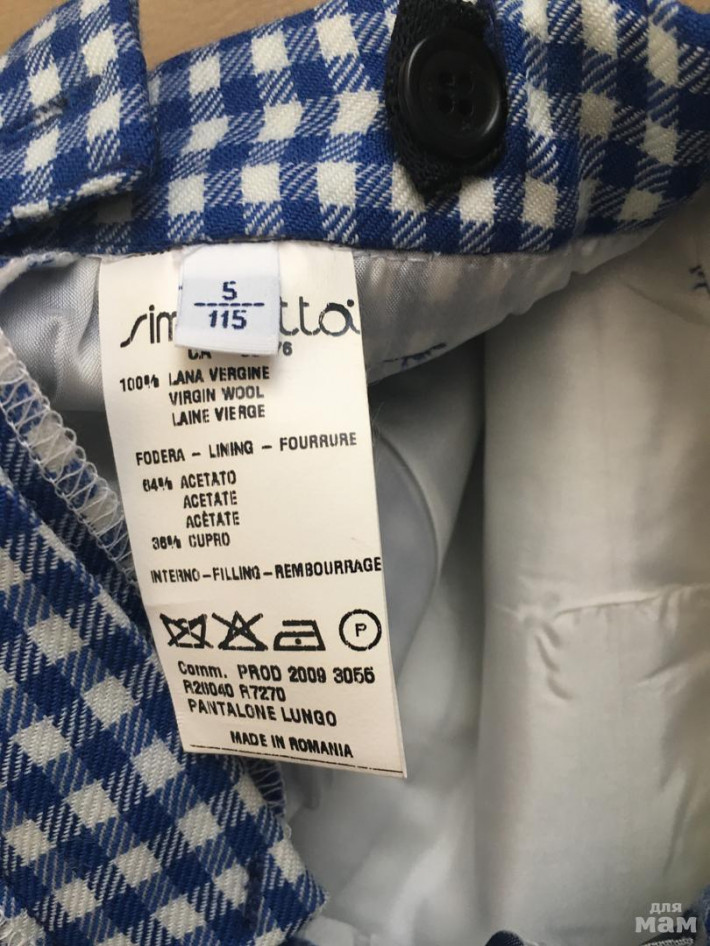 5
115
100% LANA VERGINE
VIRGIN WOOL
LAINE VIERGE
FODERA - LINING - FOURRURE
64% ACETATO
ACETATE
ACÈTATE
36% CUPRO
INTERNO-FILLING-REMBOURRAGE
P
Comm. PROD 2009 3056
R20040 R7270
PANTALONE LUNGO
MADE IN ROMANIA
для
мам